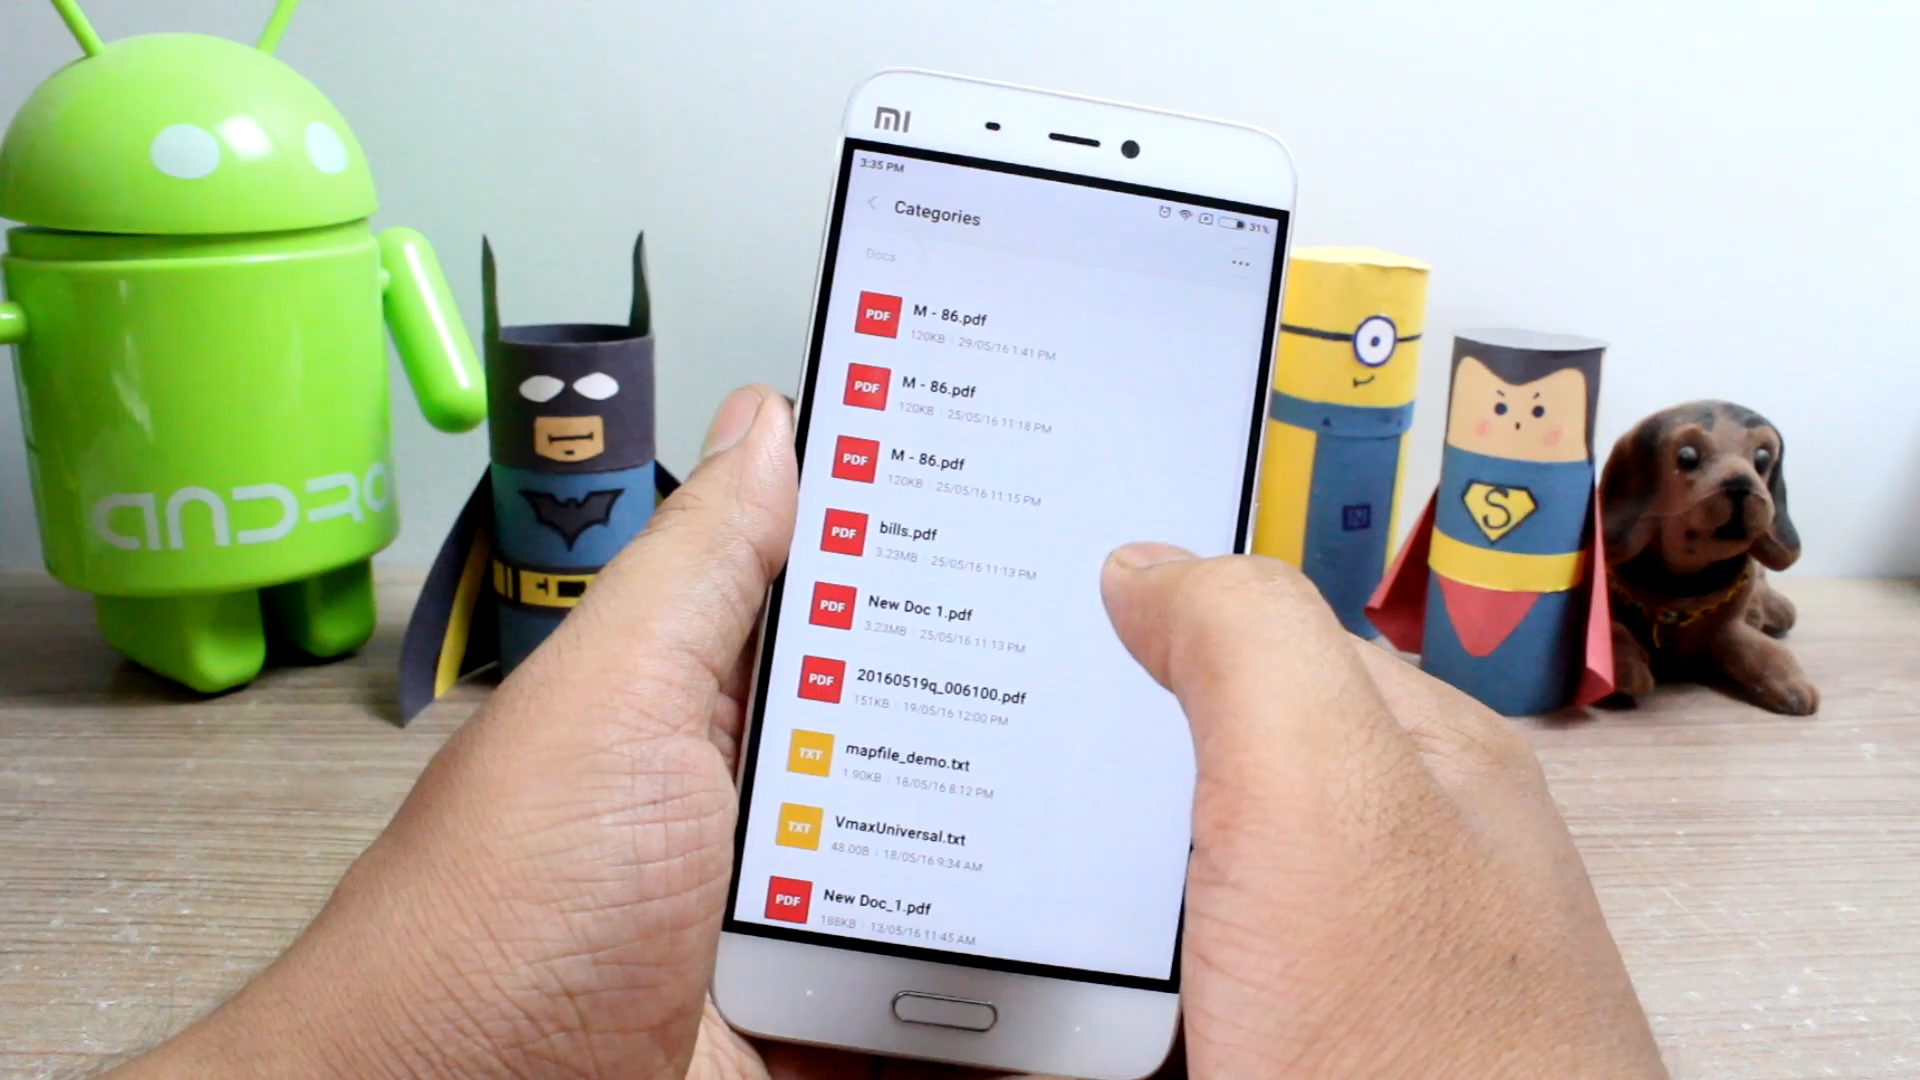 ANDRO
MI
3:35 PM
31%
Categories
Docs
PDF
M - 86.pdf
120KB | 29/05/16 1:41 PM
PDF
M - 86.pdf
120KB | 25/05/16 11:18 PM
PDF
M - 86.pdf
120KB | 25/05/16 11:15 PM
PDF
bills.pdf
3.23MB | 25/05/16 11:13 PM
PDF
New Doc 1.pdf
3.23MB | 25/05/16 11:13 PM
PDF
20160519q_006100.pdf
151KB | 19/05/16 12:00 PM
TXT
mapfile_demo.txt
1.90KB | 18/05/16 8:12 PM
TXT
VmaxUniversal.txt
48.00B | 18/05/16 9:34 AM
PDF
New Doc_1.pdf
188KB | 13/05/16 11:45 AM
S